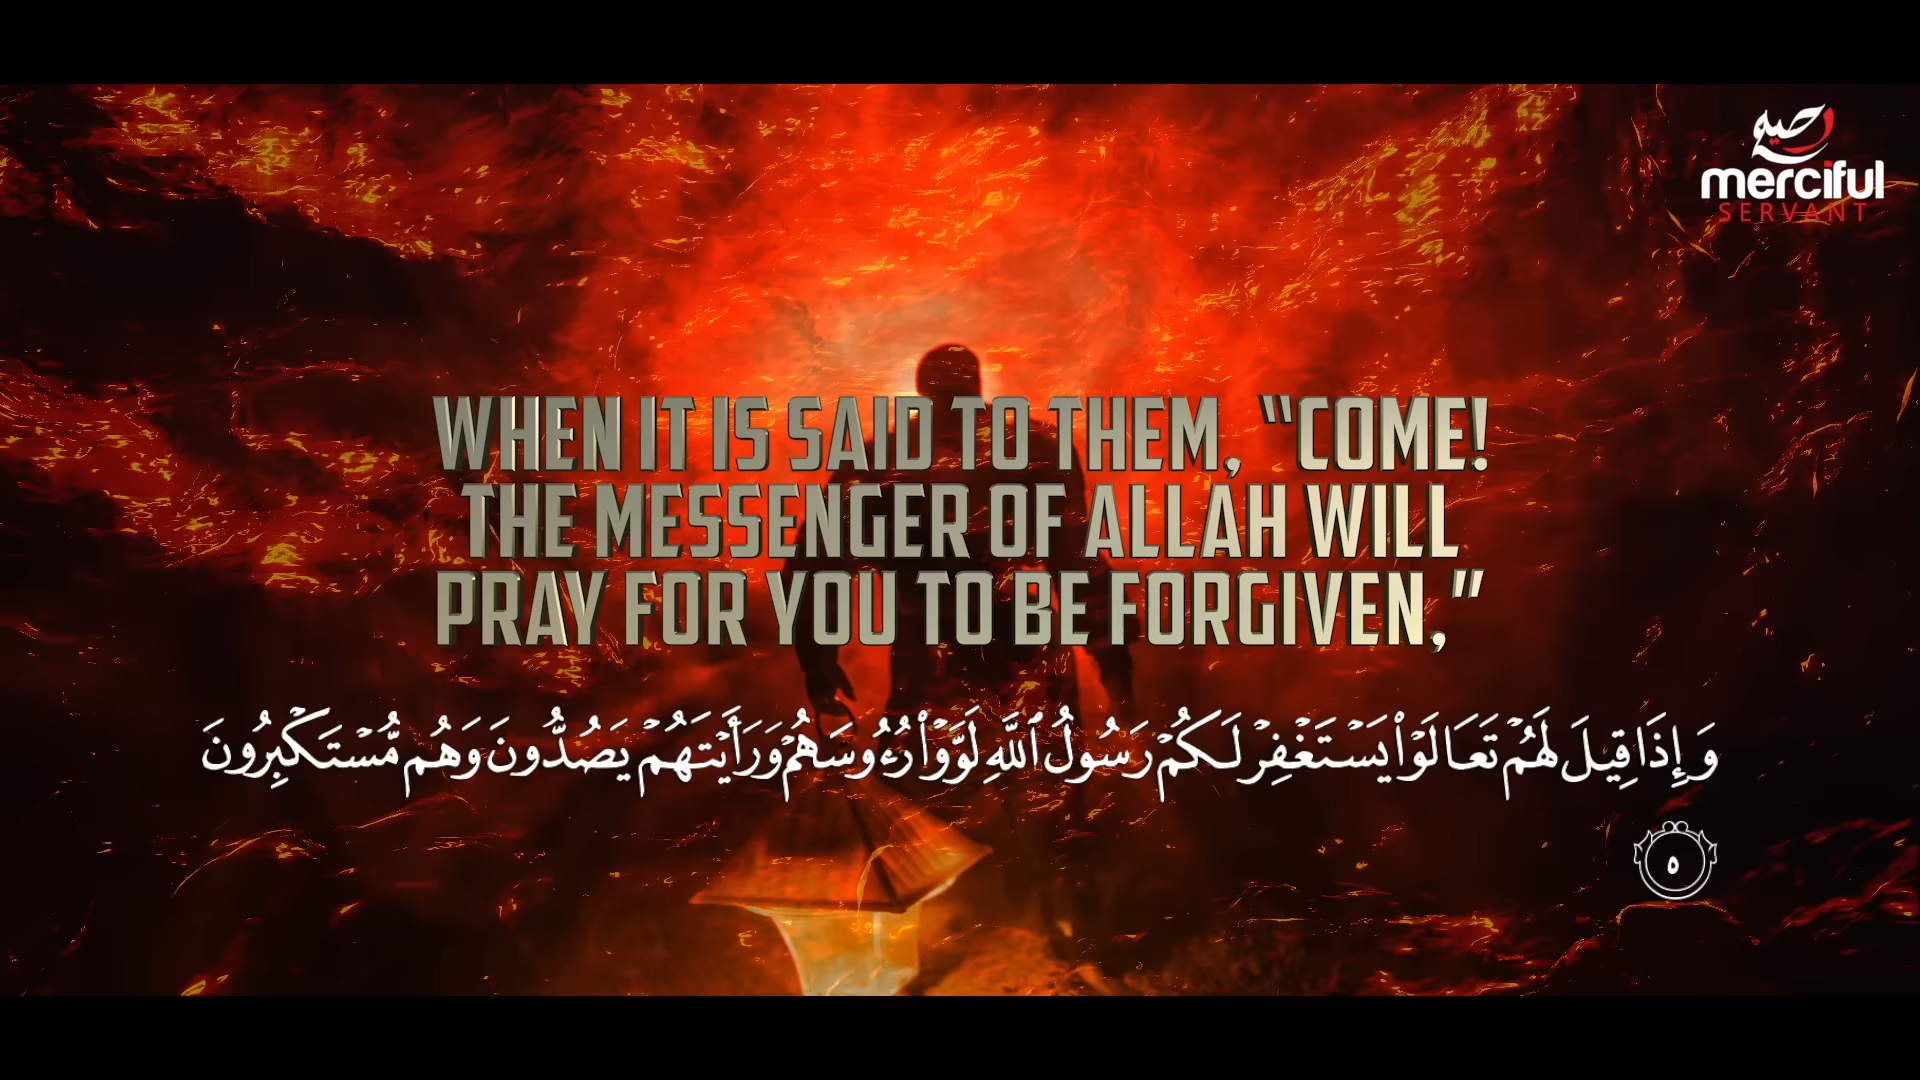 رحيم
merciful
SERVANT
WHEN IT IS SAID TO THEM, “COME!
THE MESSENGER OF ALLAH WILL
PRAY FOR YOU TO BE FORGIVEN,”
وَإِذَا قِيلَ لَهُمْ تَعَالَوْا۟ يَسْتَغْفِرْ لَكُمْ رَسُولُ ٱللَّهِ لَوَّوْا۟ رُءُوسَهُمْ وَرَأَيْتَهُمْ يَصُدُّونَ وَهُم مُّسْتَكْبِرُونَ
٥